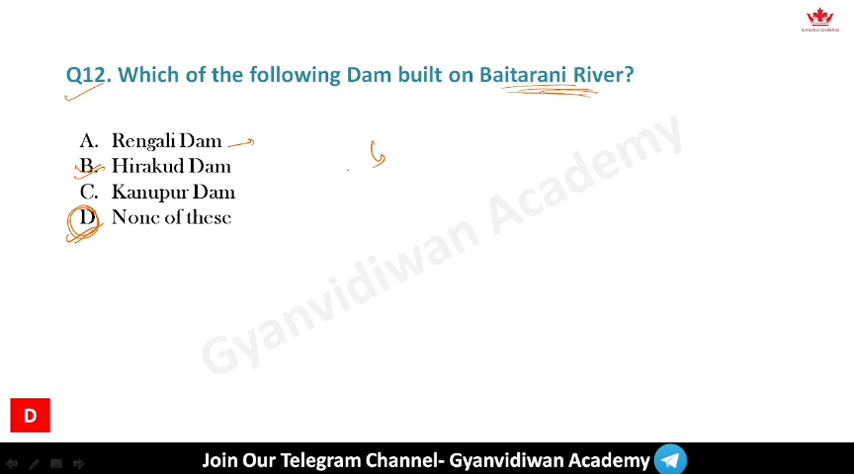 GYANVIDIWAN
Q12. Which of the following Dam built on Baitarani River?
A. Rengali Dam
B. Hirakud Dam
C. Kanupur Dam
D. None of these
Gyanvidiwan Academy
D
Join Our Telegram Channel- Gyanvidiwan Academy